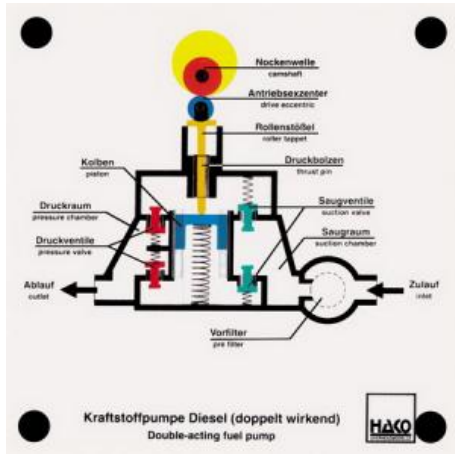 Nockenwelle
camshaft
Antriebsexzenter
drive eccentric
Rollenstößel
roller tappet
Kolben
piston
Druckbolzen
thrust pin
Druckraum
pressure chamber
Saugventile
suction valve
Druckventile
pressure valve
Saugraum
suction chamber
Ablauf
outlet
Zulauf
inlet
Vorfilter
pre filter
Kraftstoffpumpe Diesel (doppelt wirkend)
Double-acting fuel pump
HAKO